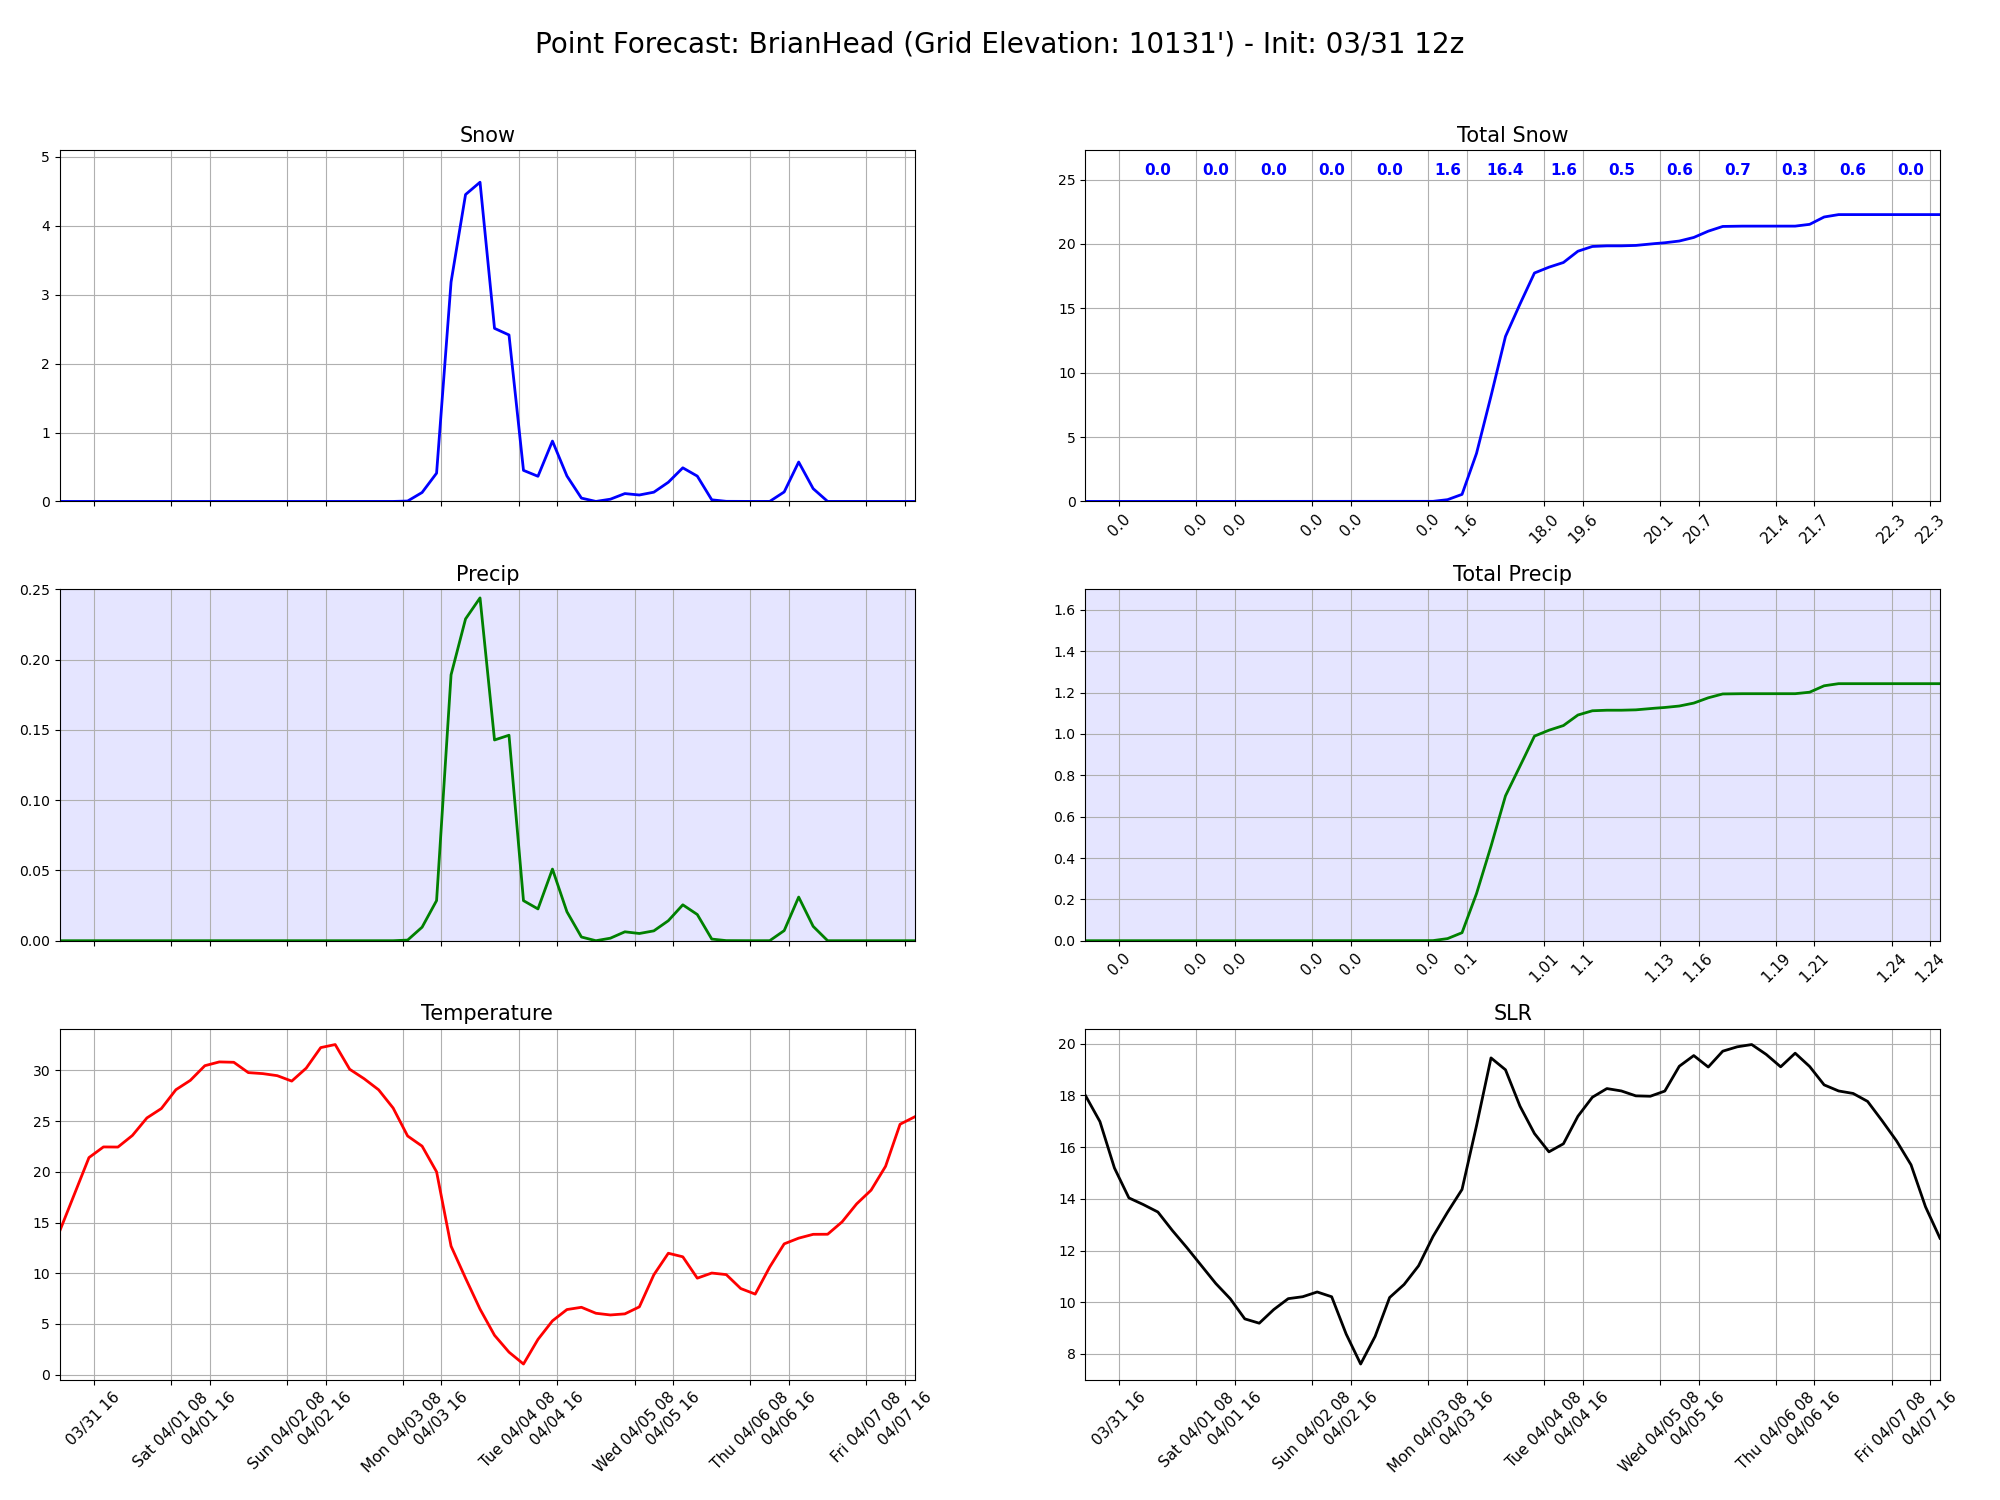 Point Forecast: BrianHead (Grid Elevation: 10131') - Init: 03/31 12z
Snow
5
4
3
2
1
0
Total Snow
0.0 0.0 0.0 0.0 0.0 1.6 16.4 1.6 0.5 0.6 0.7 0.3 0.6 0.0
25
20
15
10
5
0
0.0 0.0 0.0 0.0 0.0 0.0 1.6 18.0 19.6 20.1 20.7 21.4 21.7 22.3 22.3
Precip
0.25
0.20
0.15
0.10
0.05
0.00
Total Precip
1.6
1.4
1.2
1.0
0.8
0.6
0.4
0.2
0.0
0.0 0.0 0.0 0.0 0.0 0.0 0.1 1.01 1.1 1.13 1.16 1.19 1.21 1.24 1.24
Temperature
30
25
20
15
10
5
0
03/31 16
Sat 04/01 08
04/01 16
Sun 04/02 08
04/02 16
Mon 04/03 08
04/03 16
Tue 04/04 08
04/04 16
Wed 04/05 08
04/05 16
Thu 04/06 08
04/06 16
Fri 04/07 08
04/07 16
SLR
20
18
16
14
12
10
8
03/31 16
Sat 04/01 08
04/01 16
Sun 04/02 08
04/02 16
Mon 04/03 08
04/03 16
Tue 04/04 08
04/04 16
Wed 04/05 08
04/05 16
Thu 04/06 08
04/06 16
Fri 04/07 08
04/07 16